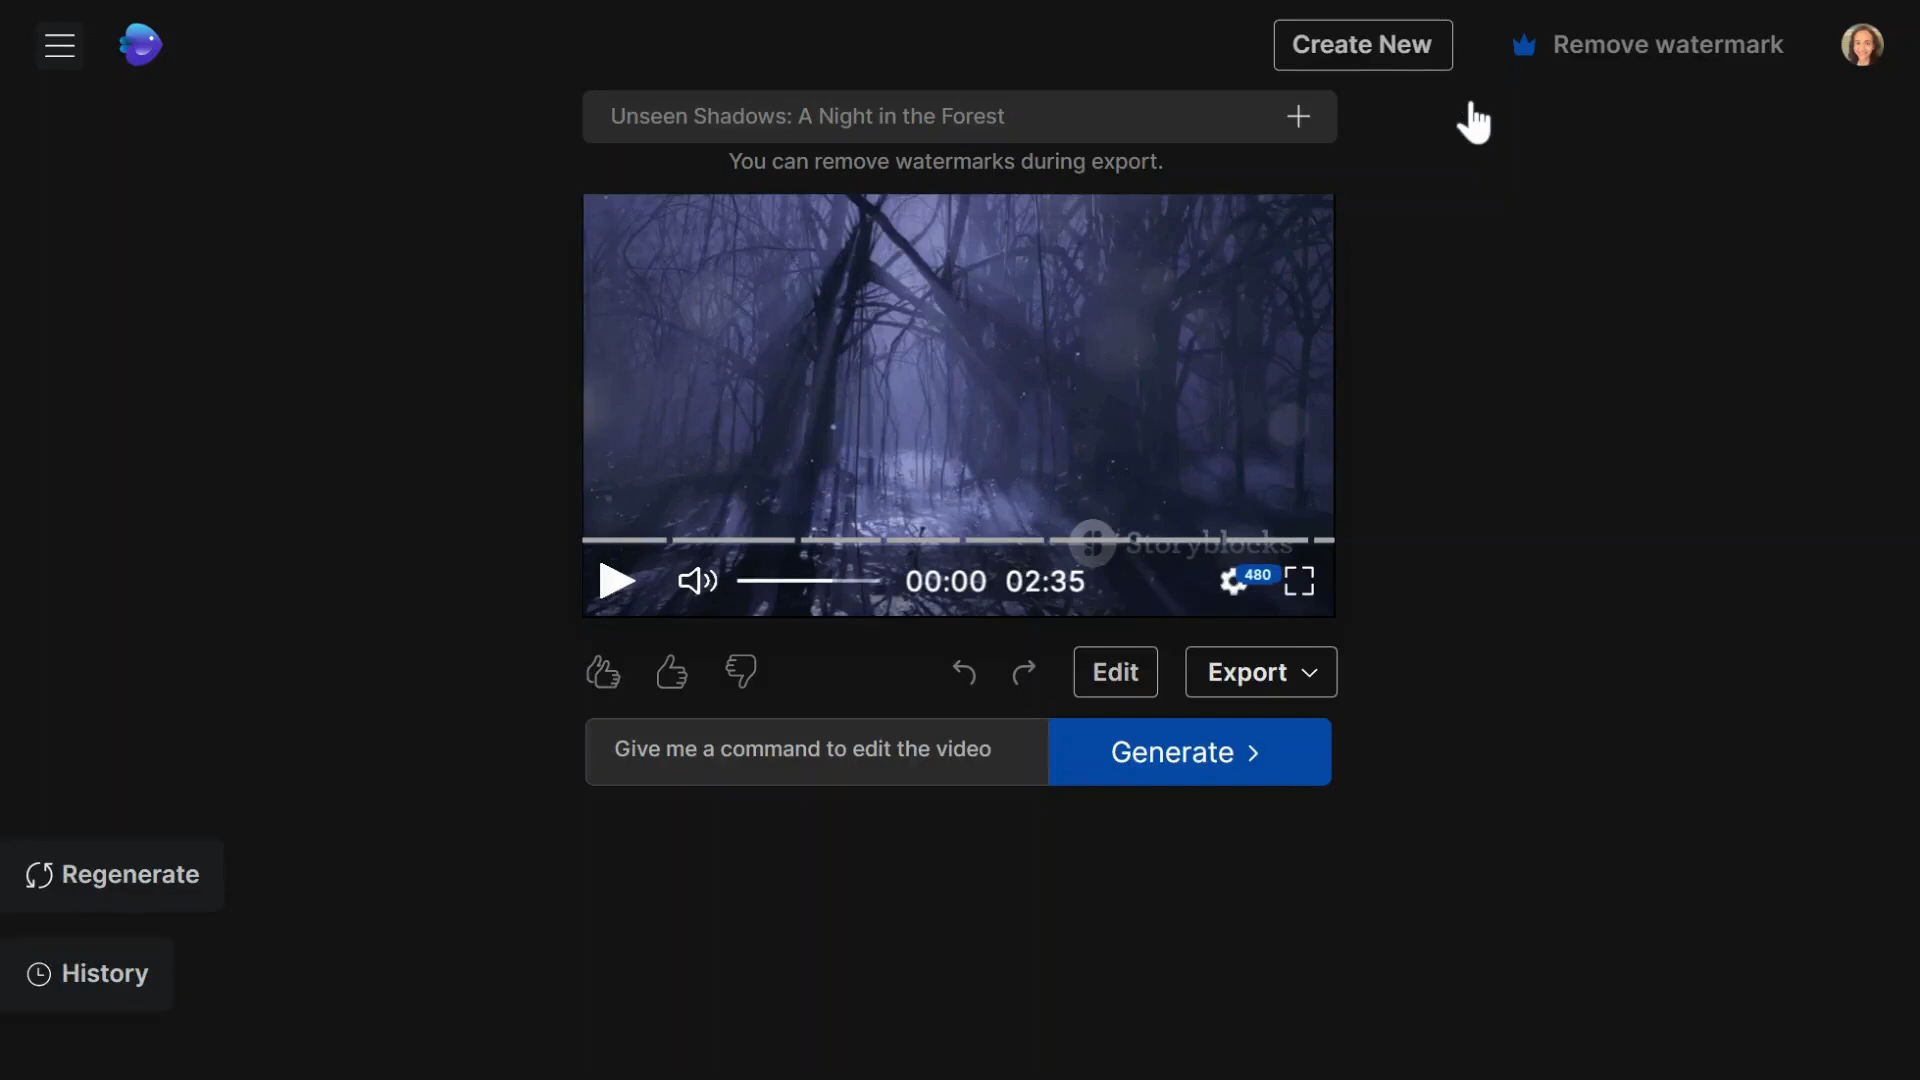 Create New
Remove watermark
Unseen Shadows: A Night in the Forest
You can remove watermarks during export.
Storyblocks
00:00 02:35
480
Edit
Export
Give me a command to edit the video
Generate
Regenerate
History